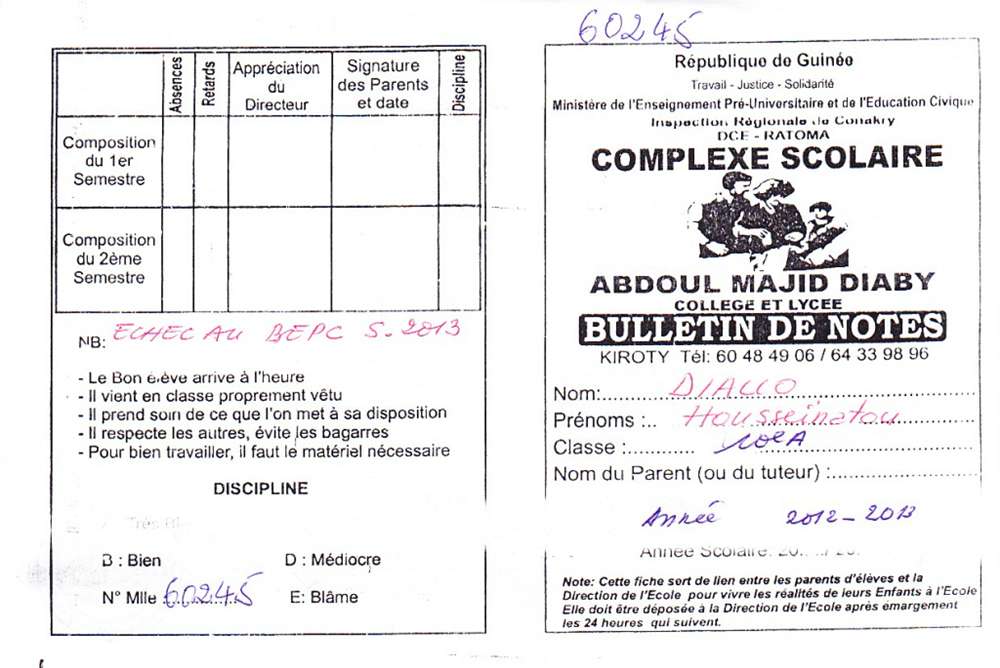 Absences
Retards
Appréciation
du
Directeur
Signature
des Parents
et date
Discipline
Composition
du 1er
Semestre
Composition
du 2ème
Semestre
NB: ECHEC AU BEPC S. 2013
- Le Bon élève arrive à l'heure
- Il vient en classe proprement vêtu
- Il prend soin de ce que l'on met à sa disposition
- Il respecte les autres, évite les bagarres
- Pour bien travailler, il faut le matériel nécessaire
DISCIPLINE
B : Bien
D : Médiocre
N° Mlle 60245
E: Blâme
60245
République de Guinée
Travail - Justice - Solidarité
Ministère de l'Enseignement Pré-Universitaire et de l'Education Civique
Inspection Régionale de Conakry
DCE - RATOMA
COMPLEXE SCOLAIRE
ABDOUL MAJID DIABY
COLLEGE ET LYCEE
BULLETIN DE NOTES
KIROTY Tél: 60 48 49 06 / 64 33 98 96
Nom: DIALLO
Prénoms : Housseinatou
Classe : 10e A
Nom du Parent (ou du tuteur) :
Année 2012 - 2013
Année Scolaire: 20
Note: Cette fiche sert de lien entre les parents d'élèves et la
Direction de l'Ecole pour vivre les réalités de leurs Enfants à l'Ecole
Elle doit être déposée à la Direction de l'Ecole après émargement
les 24 heures qui suivent.